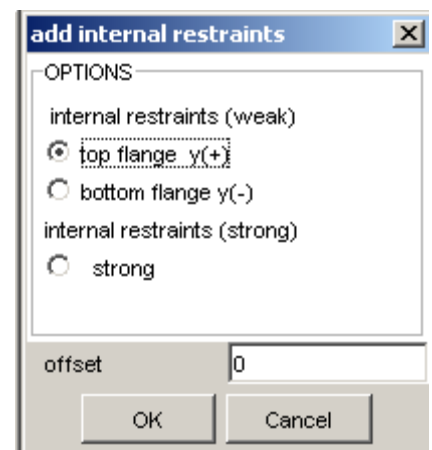 add internal restraints
OPTIONS
internal restraints (weak)
top flange y(+)
bottom flange y(-)
internal restraints (strong)
strong
offset 0
OK Cancel